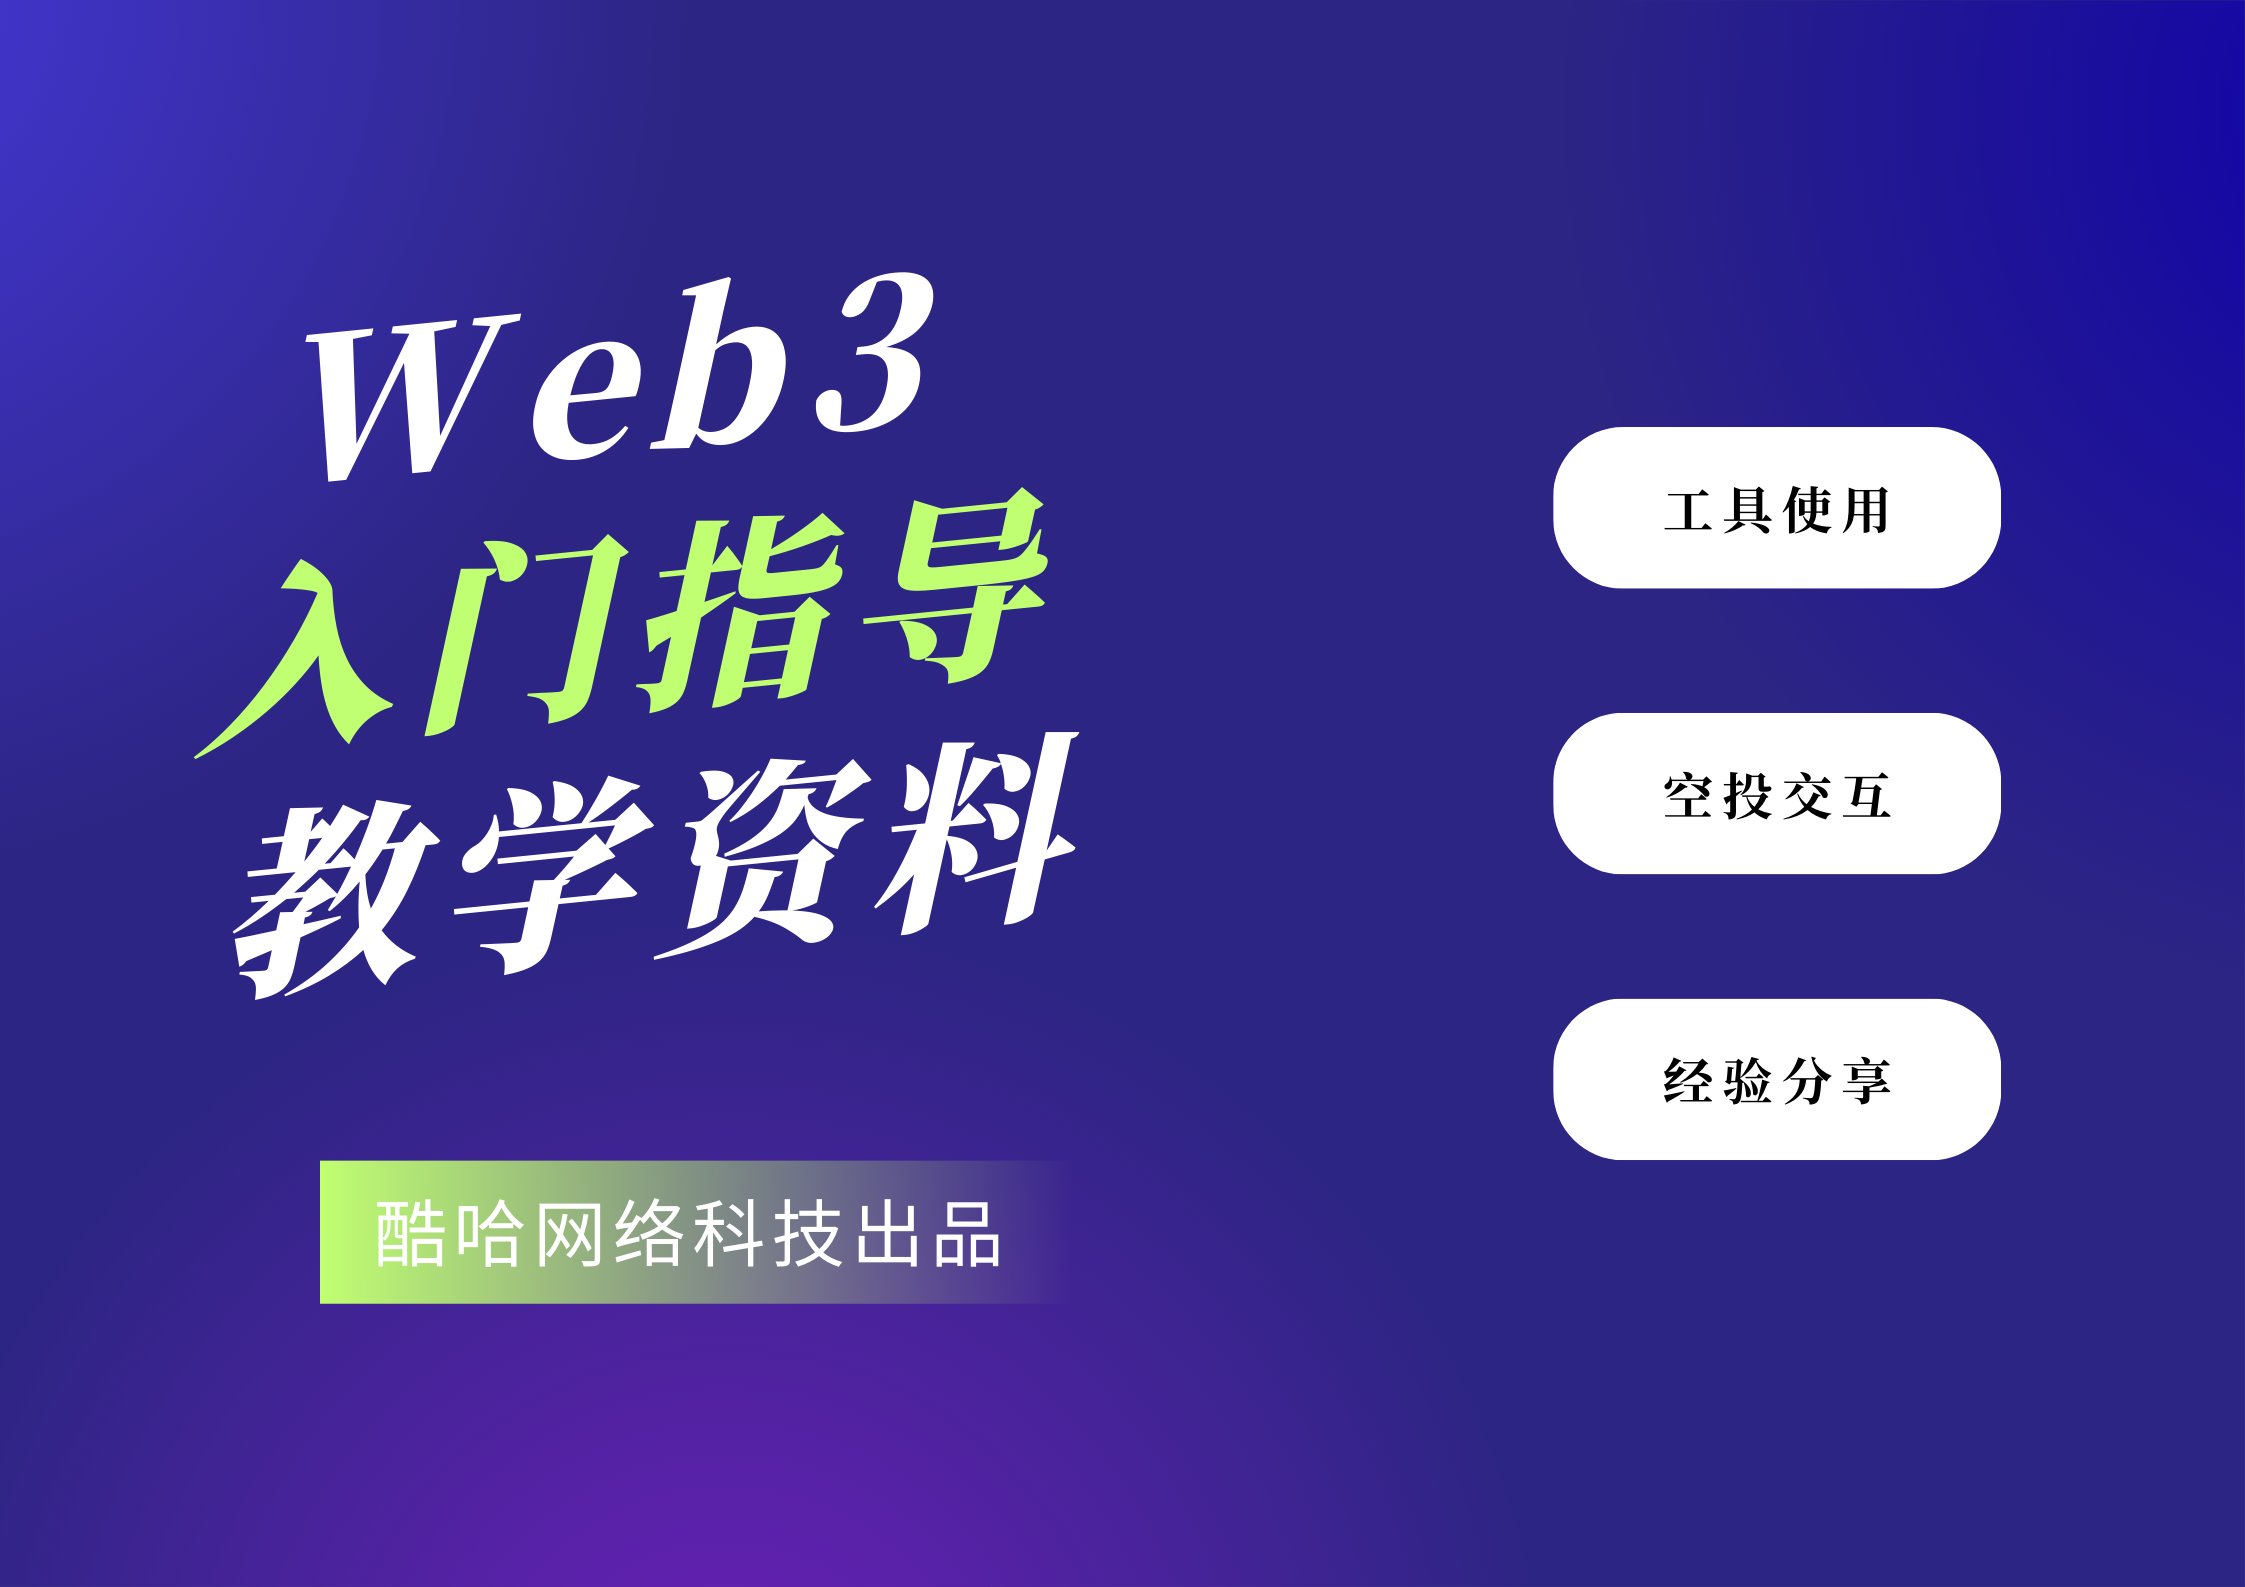 Web3
入门指导
教学资料
酷哈网络科技出品
工具使用
空投交互
经验分享